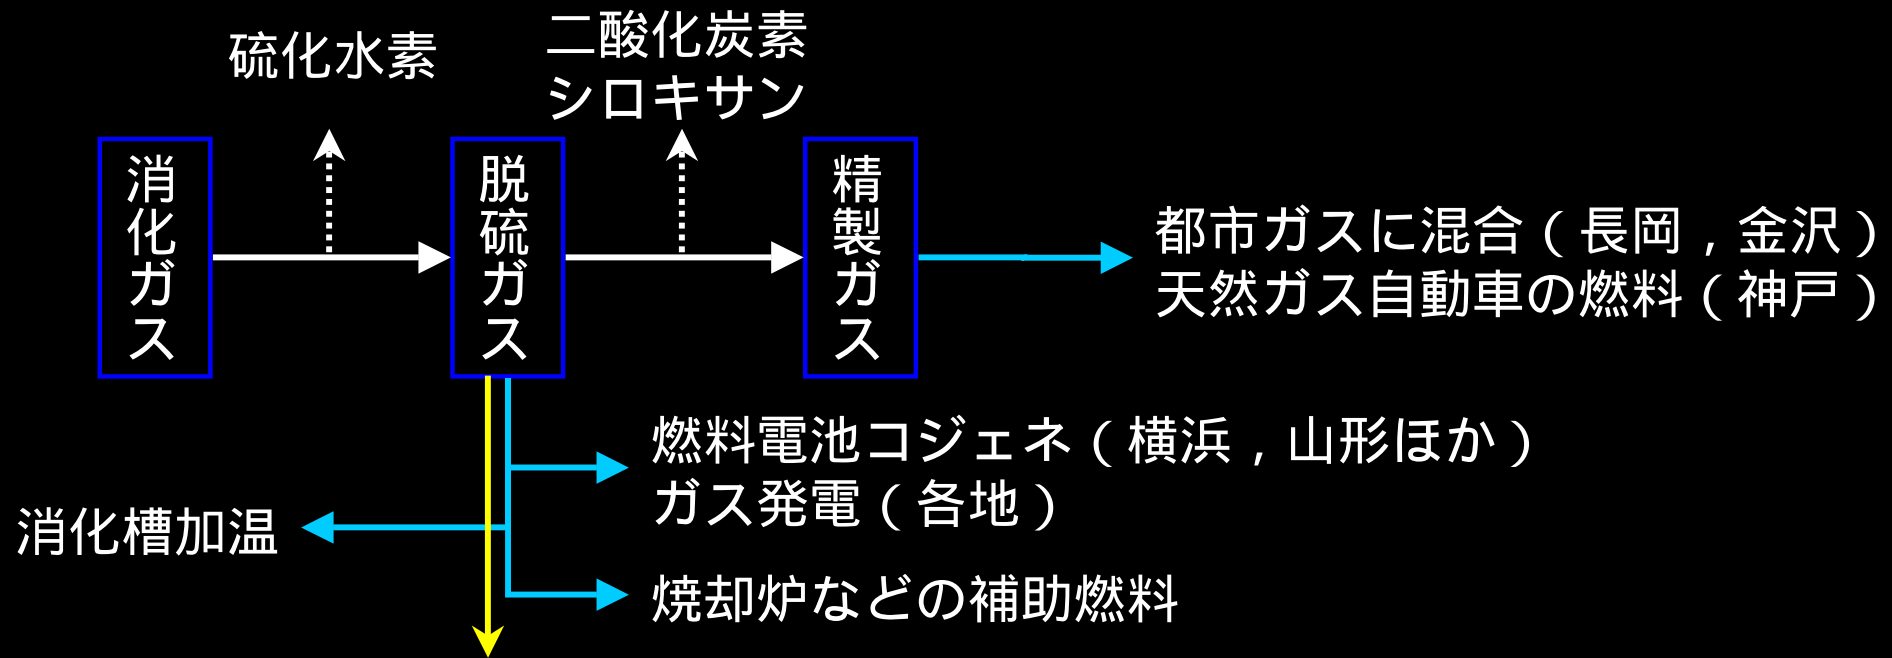 硫化水素
二酸化炭素
シロキサン
消化ガス
脱硫ガス
精製ガス
都市ガスに混合（長岡，金沢）
天然ガス自動車の燃料（神戸）
燃料電池コジェネ（横浜，山形ほか）
ガス発電（各地）
消化槽加温
焼却炉などの補助燃料